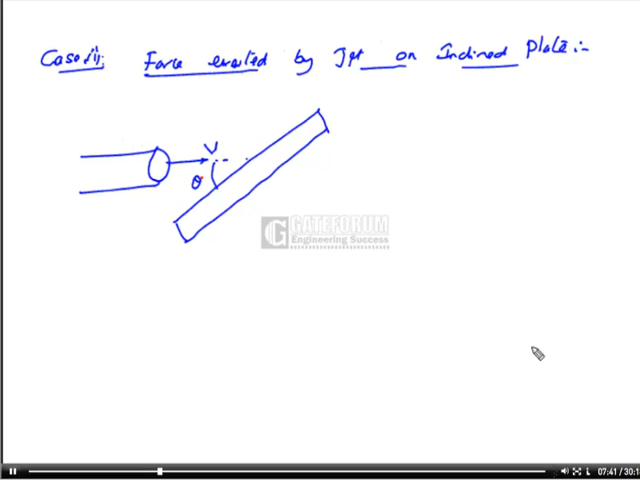 Case ii; Force exerted by Jet on Inclined Plate :-
V
θ
GATEFORUM
Engineering Success
07:41 / 30:1